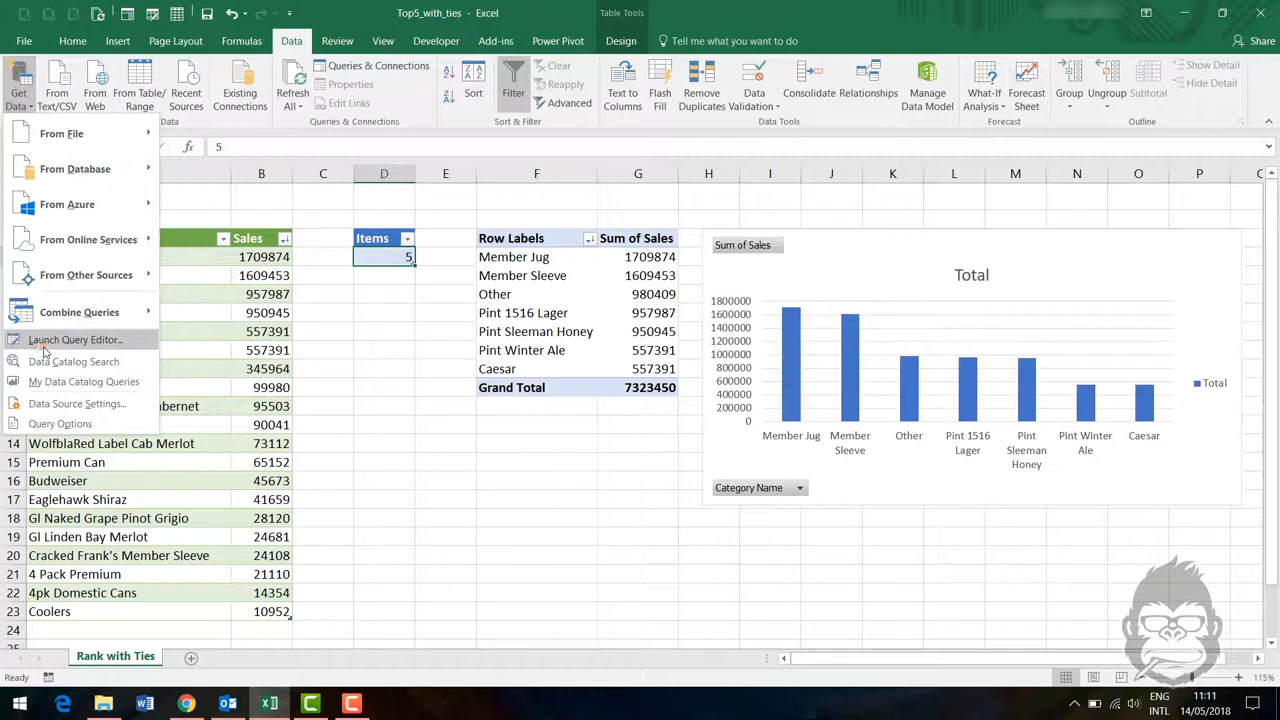 Top5_with_ties - Excel
Table Tools
File
Home
Insert
Page Layout
Formulas
Data
Review
View
Developer
Add-ins
Power Pivot
Design
Tell me what you want to do
Share
Get
Data
From
Text/CSV
From
Web
From Table/
Range
Recent
Sources
Existing
Connections
Refresh
All
Queries & Connections
Properties
Edit Links
Sort
Filter
Clear
Reapply
Advanced
Text to
Columns
Flash
Fill
Remove
Duplicates
Data
Validation
Consolidate
Relationships
Manage
Data Model
What-If
Analysis
Forecast
Sheet
Group
Ungroup
Subtotal
Show Detail
Hide Detail
Data
Queries & Connections
Sort & Filter
Data Tools
Forecast
Outline
fx 5
From File
From Database
From Azure
From Online Services
From Other Sources
Combine Queries
Launch Query Editor...
Data Catalog Search
My Data Catalog Queries
Data Source Settings...
Query Options
B C D E F G H I J K L M N O P
Sales
1709874
1609453
957987
950945
557391
557391
345964
99980
abernet 95503
90041
14 WolfblaRed Label Cab Merlot 73112
15 Premium Can 65152
16 Budweiser 45673
17 Eaglehawk Shiraz 41659
18 Gl Naked Grape Pinot Grigio 28120
19 Gl Linden Bay Merlot 24681
20 Cracked Frank's Member Sleeve 24108
21 4 Pack Premium 21110
22 4pk Domestic Cans 14354
23 Coolers 10952
24
Items
5
Row Labels Sum of Sales
Member Jug 1709874
Member Sleeve 1609453
Other 980409
Pint 1516 Lager 957987
Pint Sleeman Honey 950945
Pint Winter Ale 557391
Caesar 557391
Grand Total 7323450
Sum of Sales
Total
1800000
1600000
1400000
1200000
1000000
800000
600000
400000
200000
0
Member Jug
Member
Sleeve
Other
Pint 1516
Lager
Pint
Sleeman
Honey
Pint Winter
Ale
Caesar
Total
Category Name
Rank with Ties
Ready
115%
ENG
INTL
11:11
14/05/2018